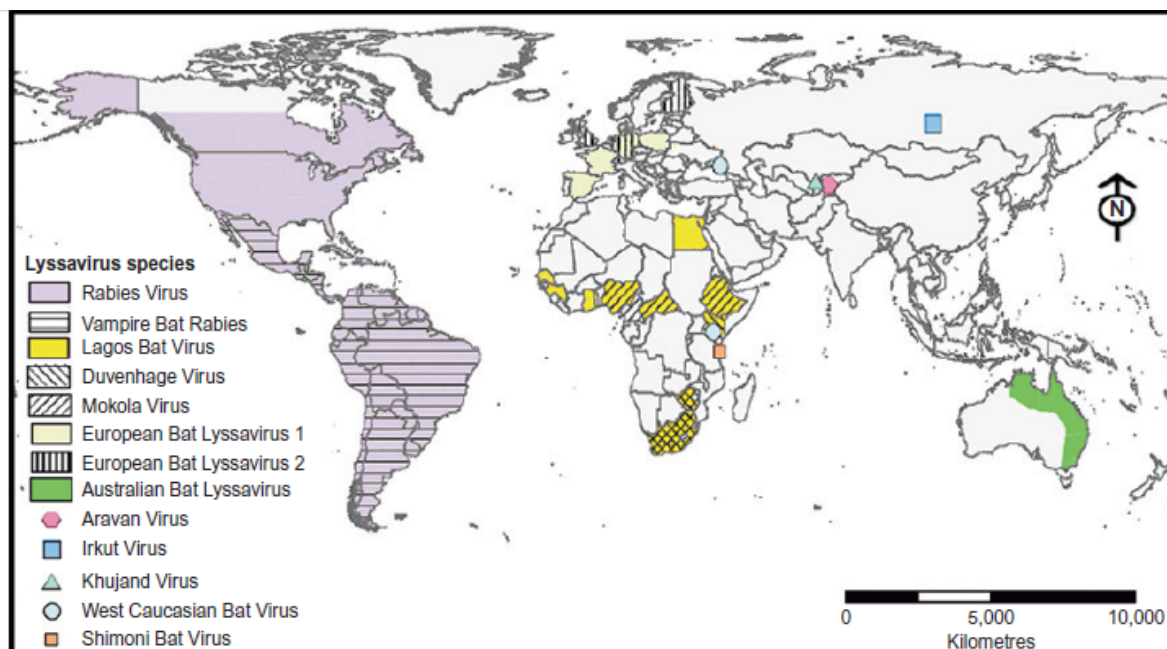 N
Lyssavirus species
Rabies Virus
Vampire Bat Rabies
Lagos Bat Virus
Duvenhage Virus
Mokola Virus
European Bat Lyssavirus 1
European Bat Lyssavirus 2
Australian Bat Lyssavirus
Aravan Virus
Irkut Virus
Khujand Virus
West Caucasian Bat Virus
Shimoni Bat Virus
0 5,000 10,000
Kilometres